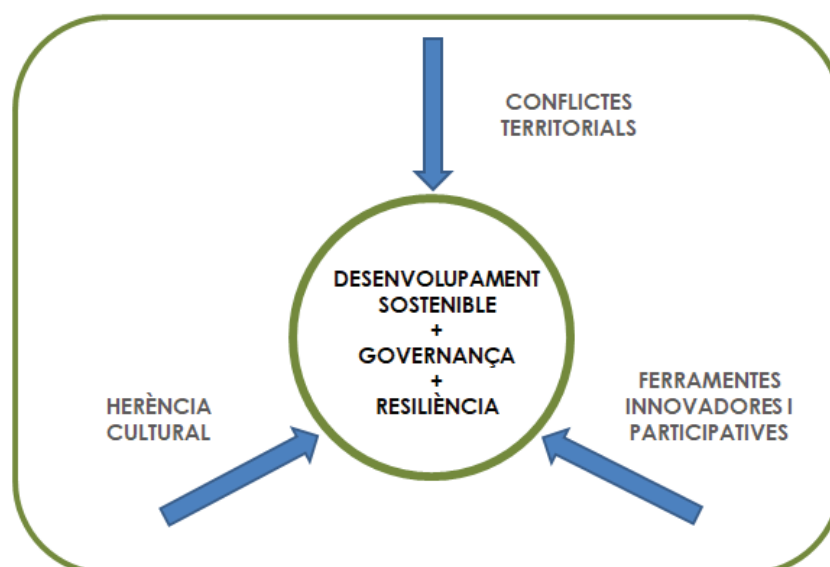 CONFLICTES
TERRITORIALS
DESENVOLUPAMENT
SOSTENIBLE
+
GOVERNANÇA
+
RESILIÈNCIA
HERÈNCIA
CULTURAL
FERRAMENTES
INNOVADORES I
PARTICIPATIVES